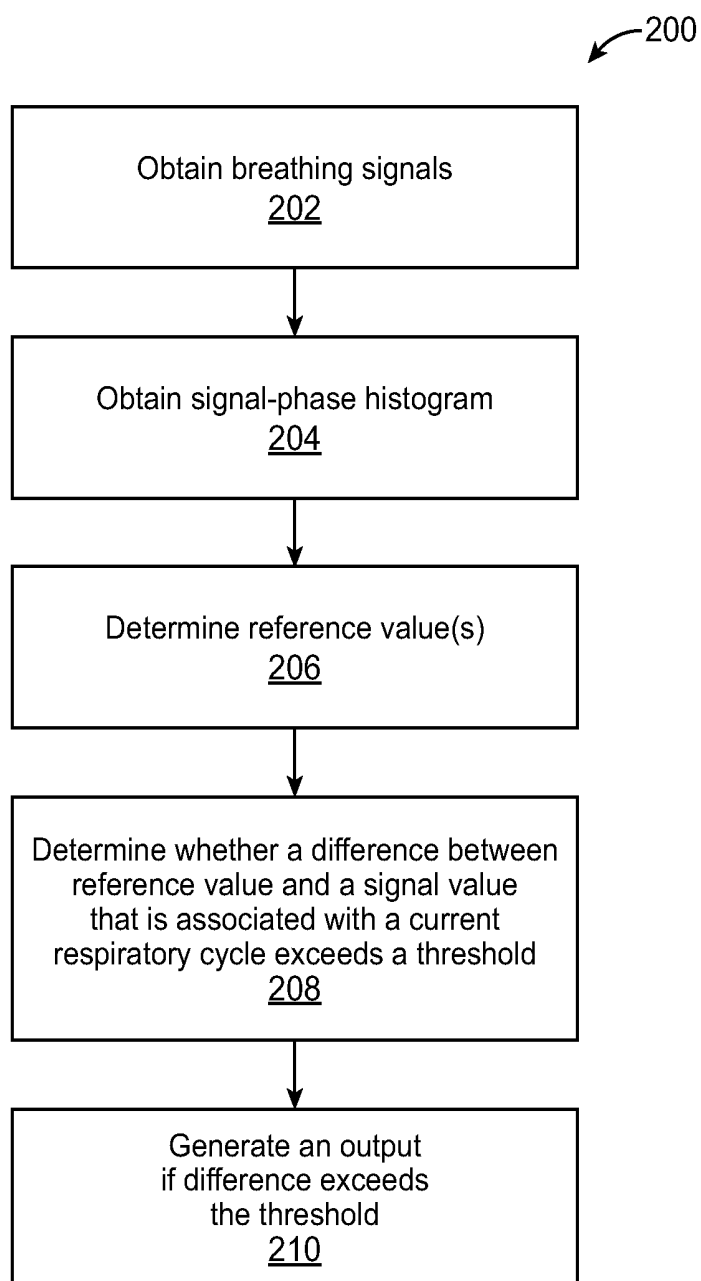 200
Obtain breathing signals
202
Obtain signal-phase histogram
204
Determine reference value(s)
206
Determine whether a difference between
reference value and a signal value
that is associated with a current
respiratory cycle exceeds a threshold
208
Generate an output
if difference exceeds
the threshold
210